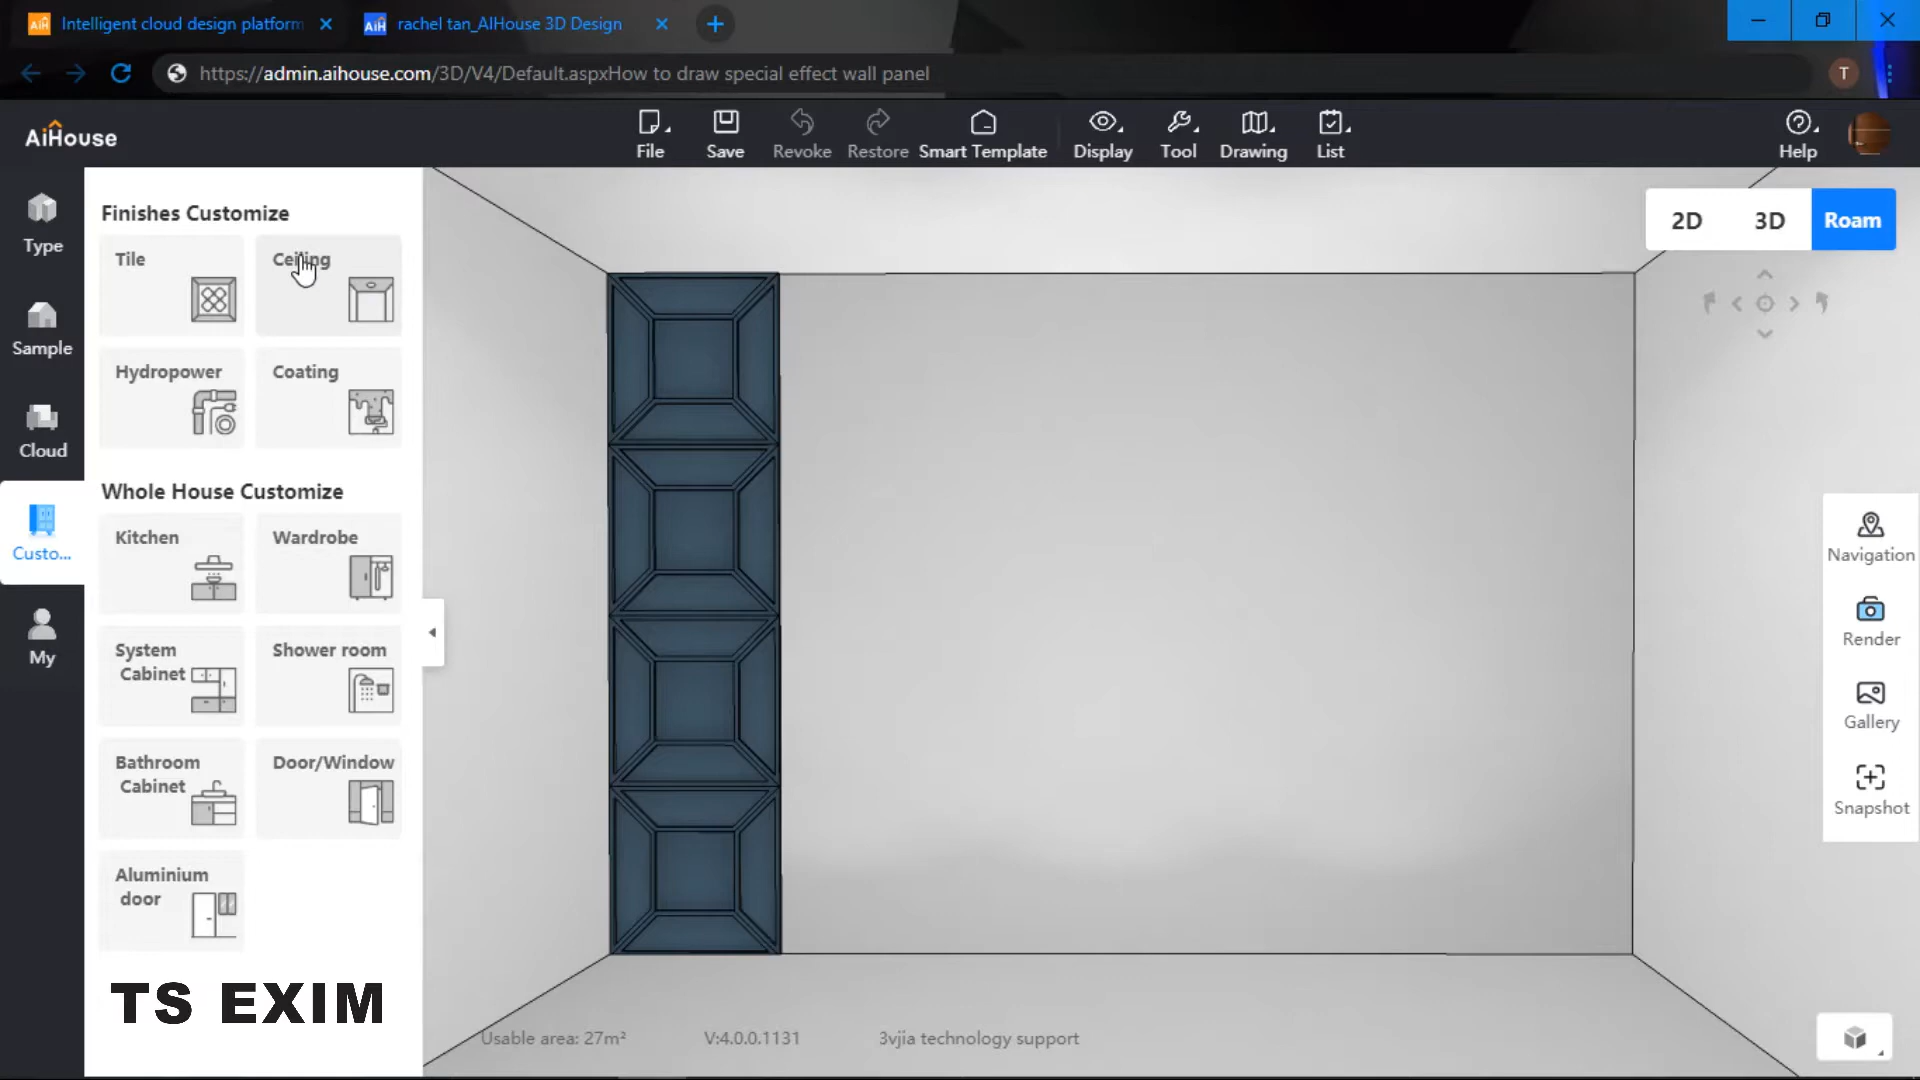 Intelligent cloud design platform
rachel tan_AIHouse 3D Design
https://admin.aihouse.com/3D/V4/Default.aspxHow to draw special effect wall panel
T
AiHouse
File
Save
Revoke
Restore
Smart Template
Display
Tool
Drawing
List
Help
Type
Sample
Cloud
Custo...
My
Finishes Customize
Tile
Ceiling
Hydropower
Coating
Whole House Customize
Kitchen
Wardrobe
System
Cabinet
Shower room
Bathroom
Cabinet
Door/Window
Aluminium
door
TS EXIM
2D
3D
Roam
Navigation
Render
Gallery
Snapshot
Usable area: 27m²
V:4.0.0.1131
3vjia technology support